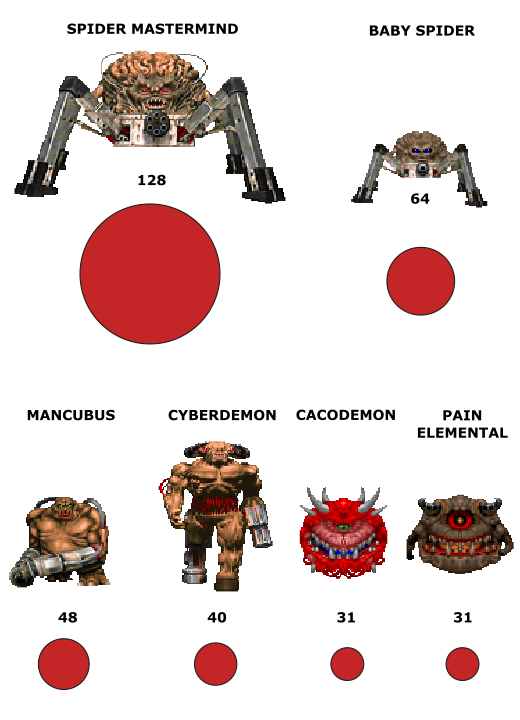 SPIDER MASTERMIND
BABY SPIDER
128
64
MANCUBUS
CYBERDEMON
CACODEMON
PAIN
ELEMENTAL
48
40
31
31